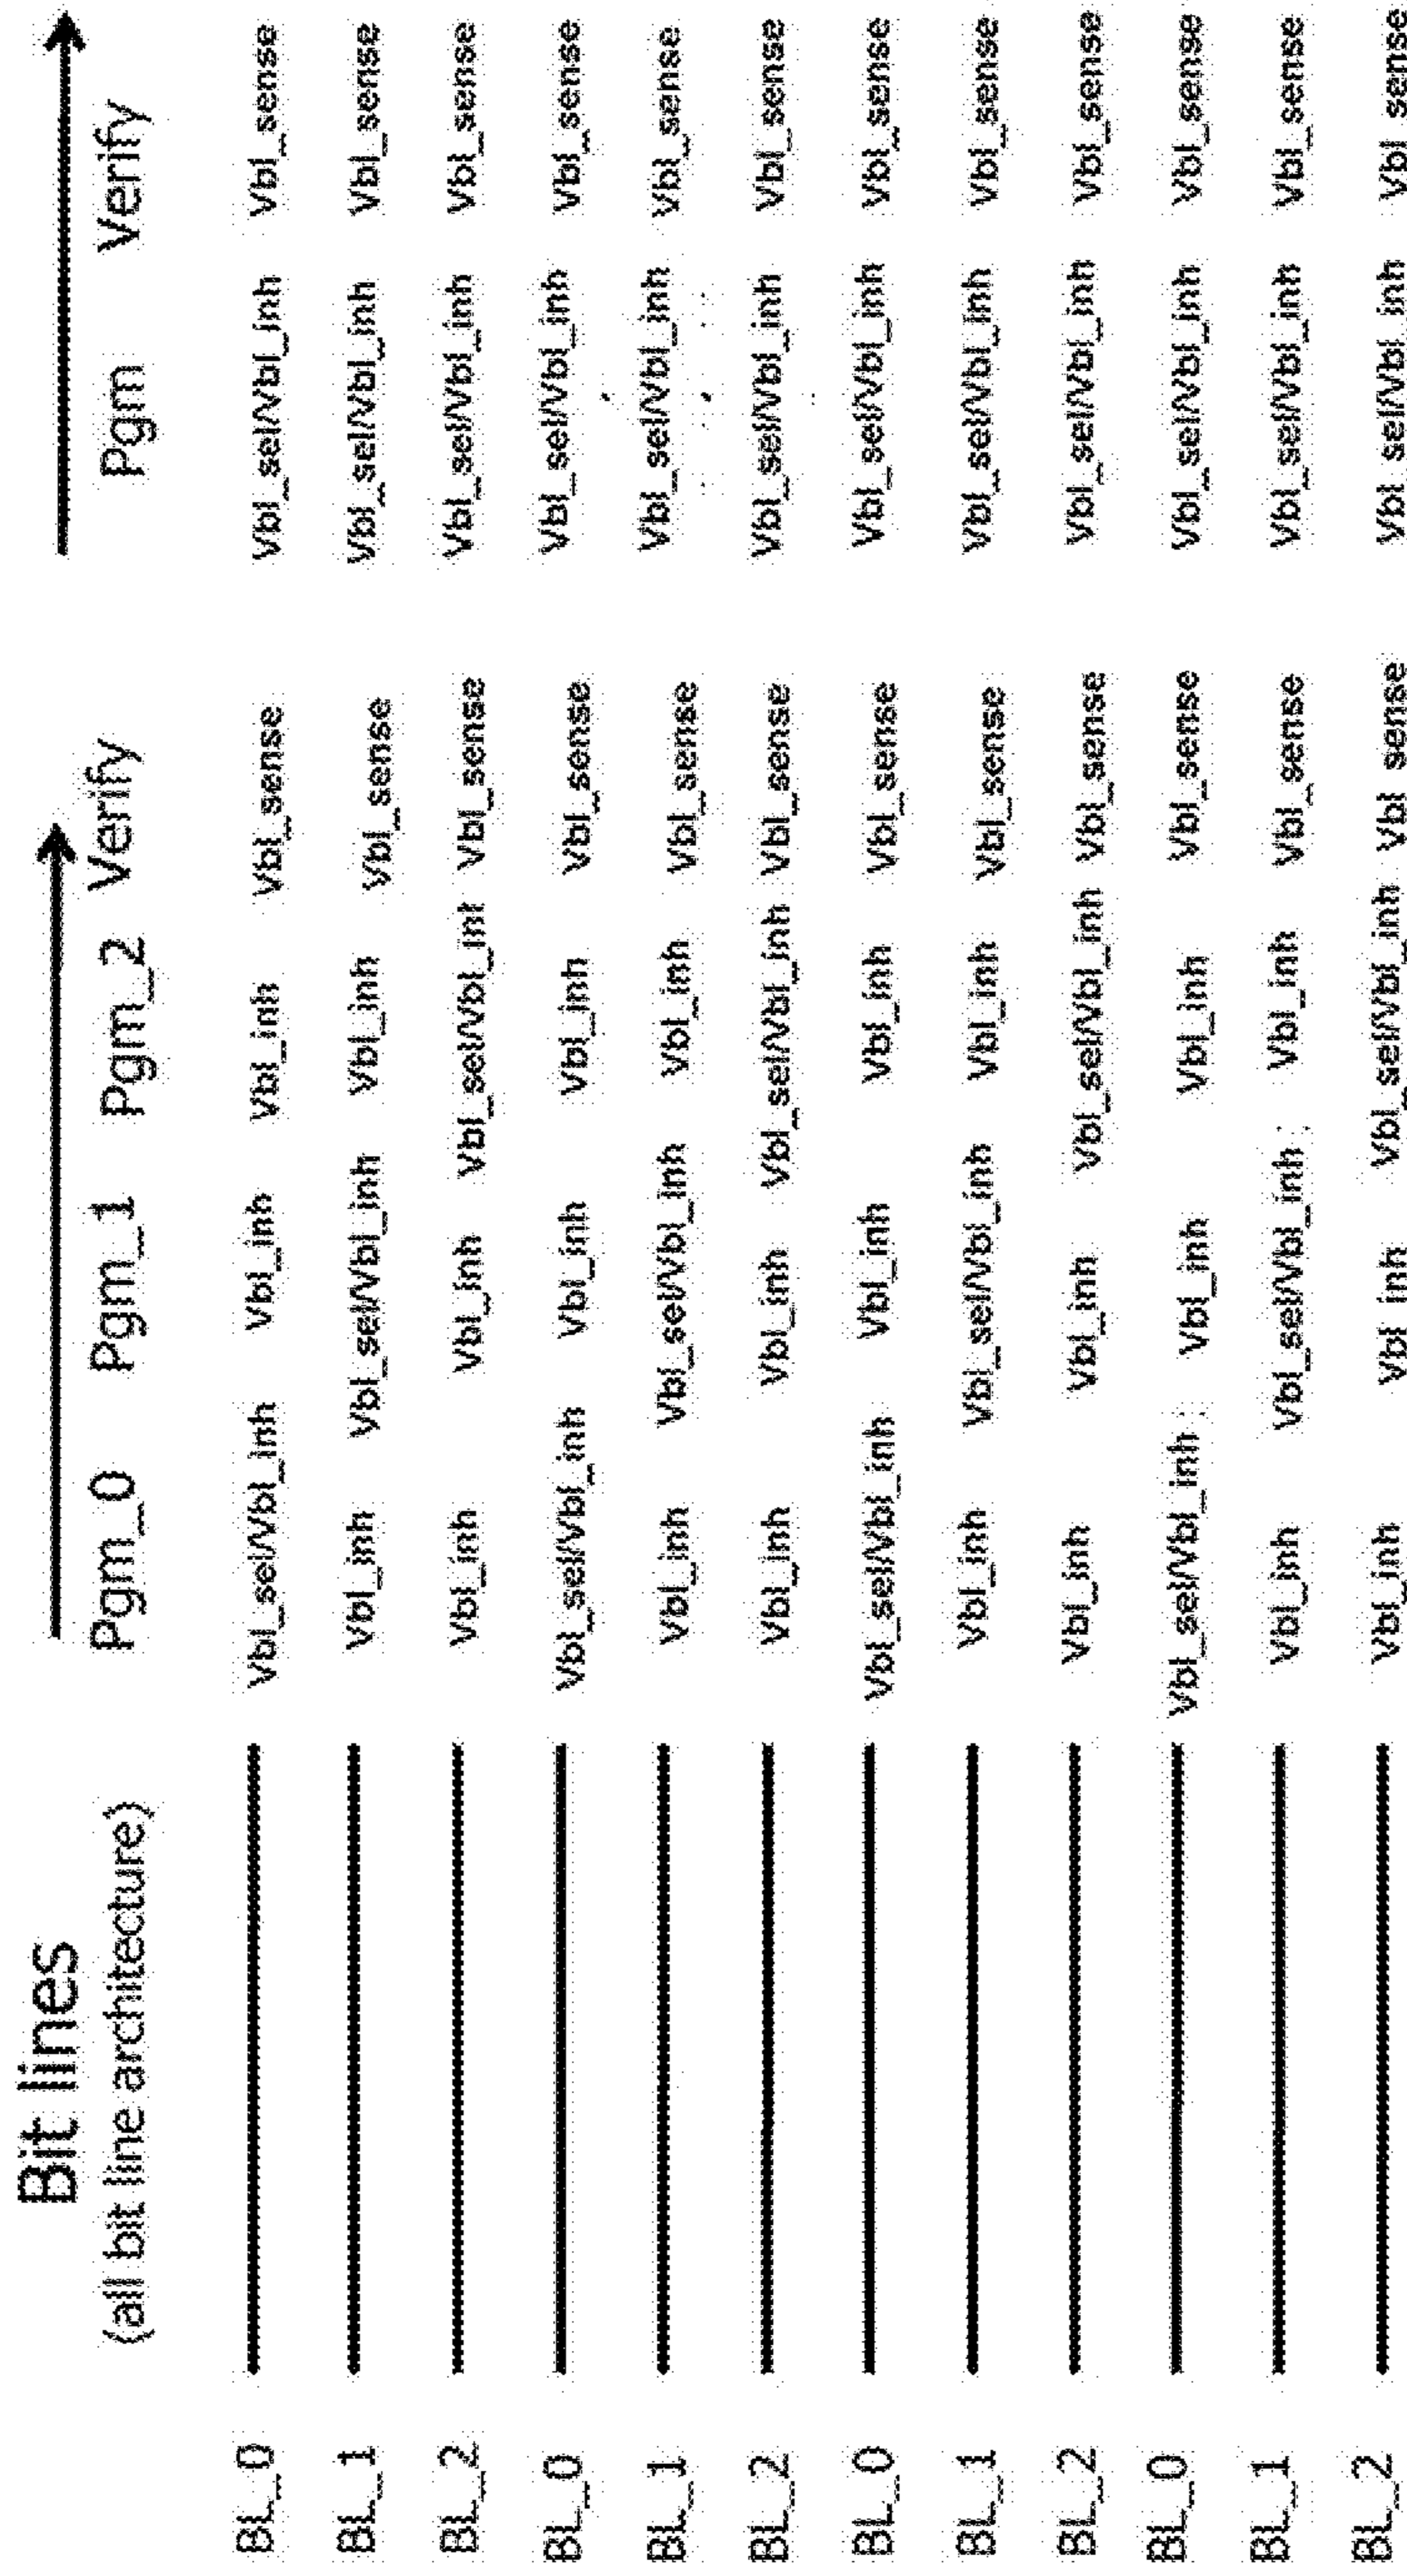 Bit lines
(all bit line architecture)
Pgm_0 Pgm_1 Pgm_2 Verify Pgm Verify
BL_0 Vbl_sel/Vbl_inh Vbl_inh Vbl_inh Vbl_sense Vbl_sel/Vbl_inh Vbl_sense
BL_1 Vbl_inh Vbl_sel/Vbl_inh Vbl_inh Vbl_sense Vbl_sel/Vbl_inh Vbl_sense
BL_2 Vbl_inh Vbl_inh Vbl_sel/Vbl_inh Vbl_sense Vbl_sel/Vbl_inh Vbl_sense
BL_0 Vbl_sel/Vbl_inh Vbl_inh Vbl_inh Vbl_sense Vbl_sel/Vbl_inh Vbl_sense
BL_1 Vbl_inh Vbl_sel/Vbl_inh Vbl_inh Vbl_sense Vbl_sel/Vbl_inh Vbl_sense
BL_2 Vbl_inh Vbl_inh Vbl_sel/Vbl_inh Vbl_sense Vbl_sel/Vbl_inh Vbl_sense
BL_0 Vbl_sel/Vbl_inh Vbl_inh Vbl_inh Vbl_sense Vbl_sel/Vbl_inh Vbl_sense
BL_1 Vbl_inh Vbl_sel/Vbl_inh Vbl_inh Vbl_sense Vbl_sel/Vbl_inh Vbl_sense
BL_2 Vbl_inh Vbl_inh Vbl_sel/Vbl_inh Vbl_sense Vbl_sel/Vbl_inh Vbl_sense
BL_0 Vbl_sel/Vbl_inh Vbl_inh Vbl_inh Vbl_sense Vbl_sel/Vbl_inh Vbl_sense
BL_1 Vbl_inh Vbl_sel/Vbl_inh Vbl_inh Vbl_sense Vbl_sel/Vbl_inh Vbl_sense
BL_2 Vbl_inh Vbl_inh Vbl_sel/Vbl_inh Vbl_sense Vbl_sel/Vbl_inh Vbl_sense